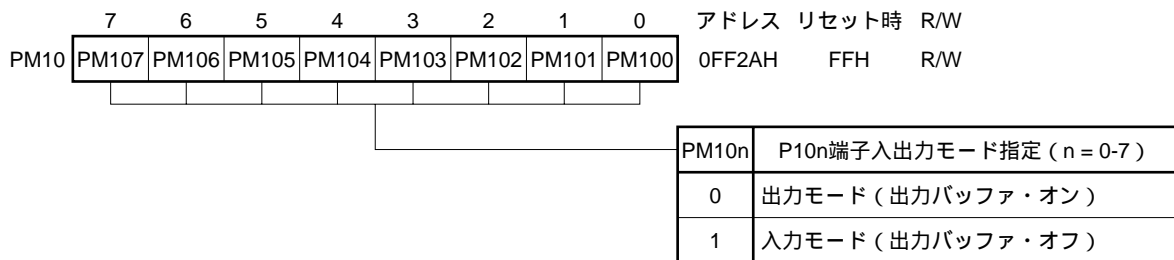 7 6 5 4 3 2 1 0 アドレス リセット時 R/W
PM10 PM107 PM106 PM105 PM104 PM103 PM102 PM101 PM100 0FF2AH FFH R/W
PM10n P10n端子入出力モード指定（n = 0-7）
0 出力モード（出力バッファ・オン）
1 入力モード（出力バッファ・オフ）